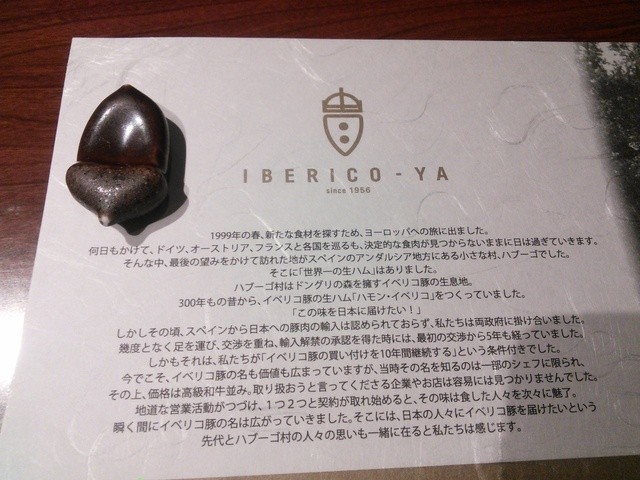 IBERICO-YA
since 1956
1999年の春、新たな食材を探すため、ヨーロッパへの旅に出ました。
何日もかけて、ドイツ、オーストリア、フランスと各国を巡るも、決定的な食肉が見つからないままに日は過ぎていきます。
そんな中、最後の望みをかけて訪れた地がスペインのアンダルシア地方にある小さな村、ハブーゴでした。
そこに「世界一の生ハム」はありました。
ハブーゴ村はドングリの森を擁すイベリコ豚の生息地。
300年もの昔から、イベリコ豚の生ハム「ハモン・イベリコ」をつくっていました。
「この味を日本に届けたい！」
しかしその頃、スペインから日本への豚肉の輸入は認められておらず、私たちは両政府に掛け合いました。
幾度となく足を運び、交渉を重ね、輸入解禁の承認を得た時には、最初の交渉から5年も経っていました。
しかもそれは、私たちが「イベリコ豚の買い付けを10年間継続する」という条件付きでした。
今でこそ、イベリコ豚の名も価値も広まっていますが、当時その名を知るのは一部のシェフに限られ、
その上、価格は高級和牛並み。取り扱おうと言ってくださる企業やお店は容易には見つかりませんでした。
地道な営業活動がつづけ、1つ2つと契約が取れ始めると、その味は食した人々を次々に魅了。
瞬く間にイベリコ豚の名は広がっていきました。そこには、日本の人々にイベリコ豚を届けたいという
先代とハブーゴ村の人々の思いも一緒に在ると私たちは感じます。